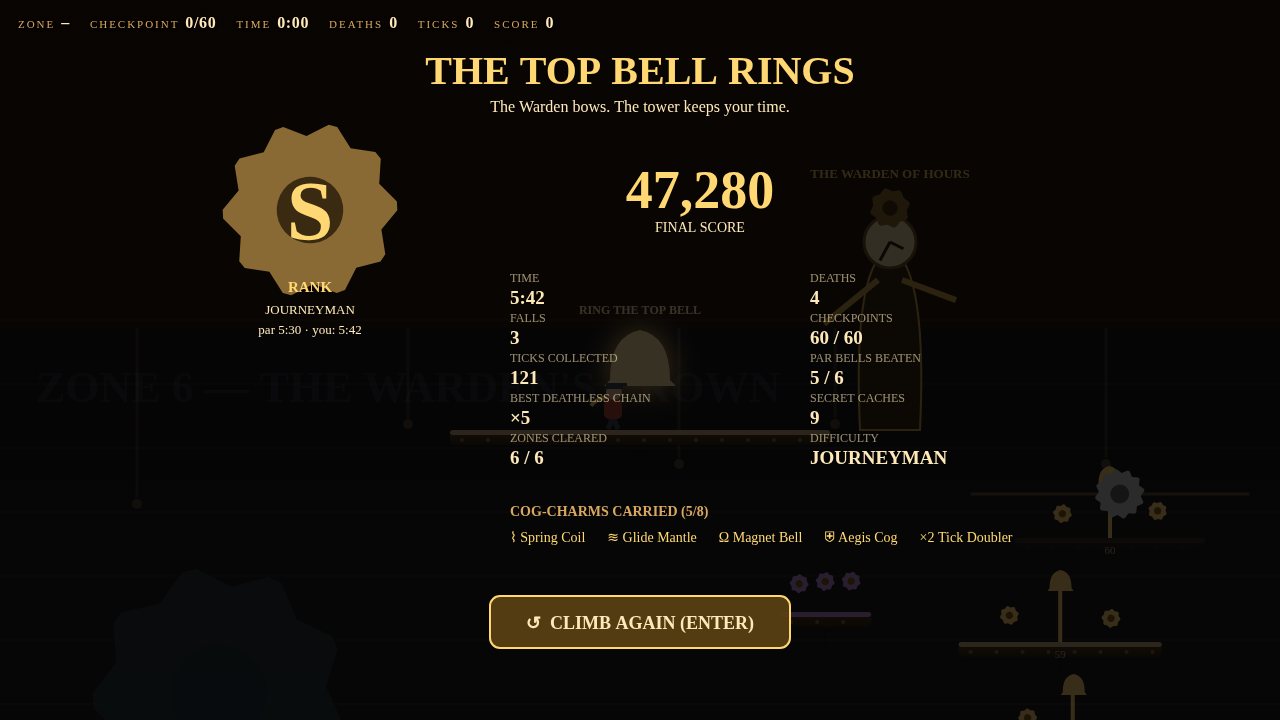 ZONE – CHECKPOINT 0/60 TIME 0:00 DEATHS 0 TICKS 0 SCORE 0
THE TOP BELL RINGS
The Warden bows. The tower keeps your time.
S
RANK
JOURNEYMAN
par 5:30 · you: 5:42
47,280
FINAL SCORE
THE WARDEN OF HOURS
RING THE TOP BELL
ZONE 6 — THE WARDEN'S CROWN
TIME
5:42
DEATHS
4
FALLS
3
CHECKPOINTS
60 / 60
TICKS COLLECTED
121
PAR BELLS BEATEN
5 / 6
BEST DEATHLESS CHAIN
×5
SECRET CACHES
9
ZONES CLEARED
6 / 6
DIFFICULTY
JOURNEYMAN
COG-CHARMS CARRIED (5/8)
⌇ Spring Coil ≋ Glide Mantle Ω Magnet Bell ⛨ Aegis Cog ×2 Tick Doubler
60
↺ CLIMB AGAIN (ENTER)
59